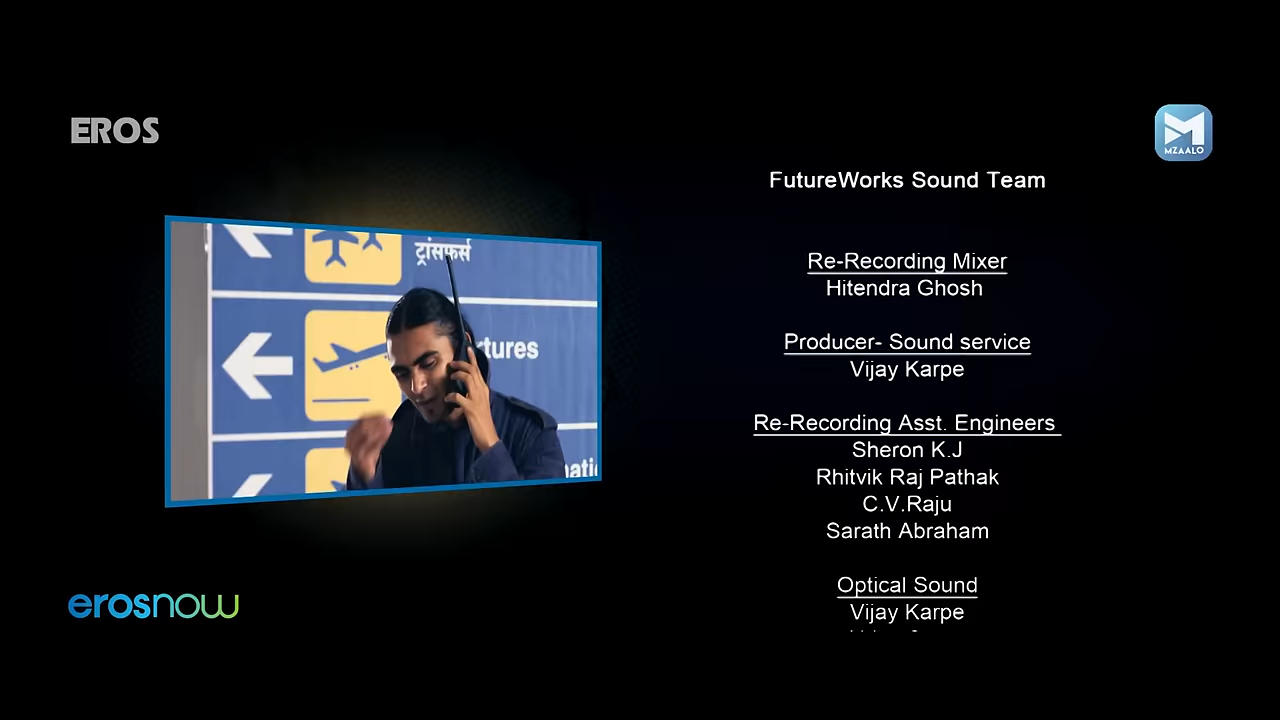 EROS
MZAALO
FutureWorks Sound Team
ट्रांसफर्स
Re-Recording Mixer
Hitendra Ghosh
Producer- Sound service
Vijay Karpe
Re-Recording Asst. Engineers
Sheron K.J
Rhitvik Raj Pathak
C.V.Raju
Sarath Abraham
Optical Sound
Vijay Karpe
erosnow